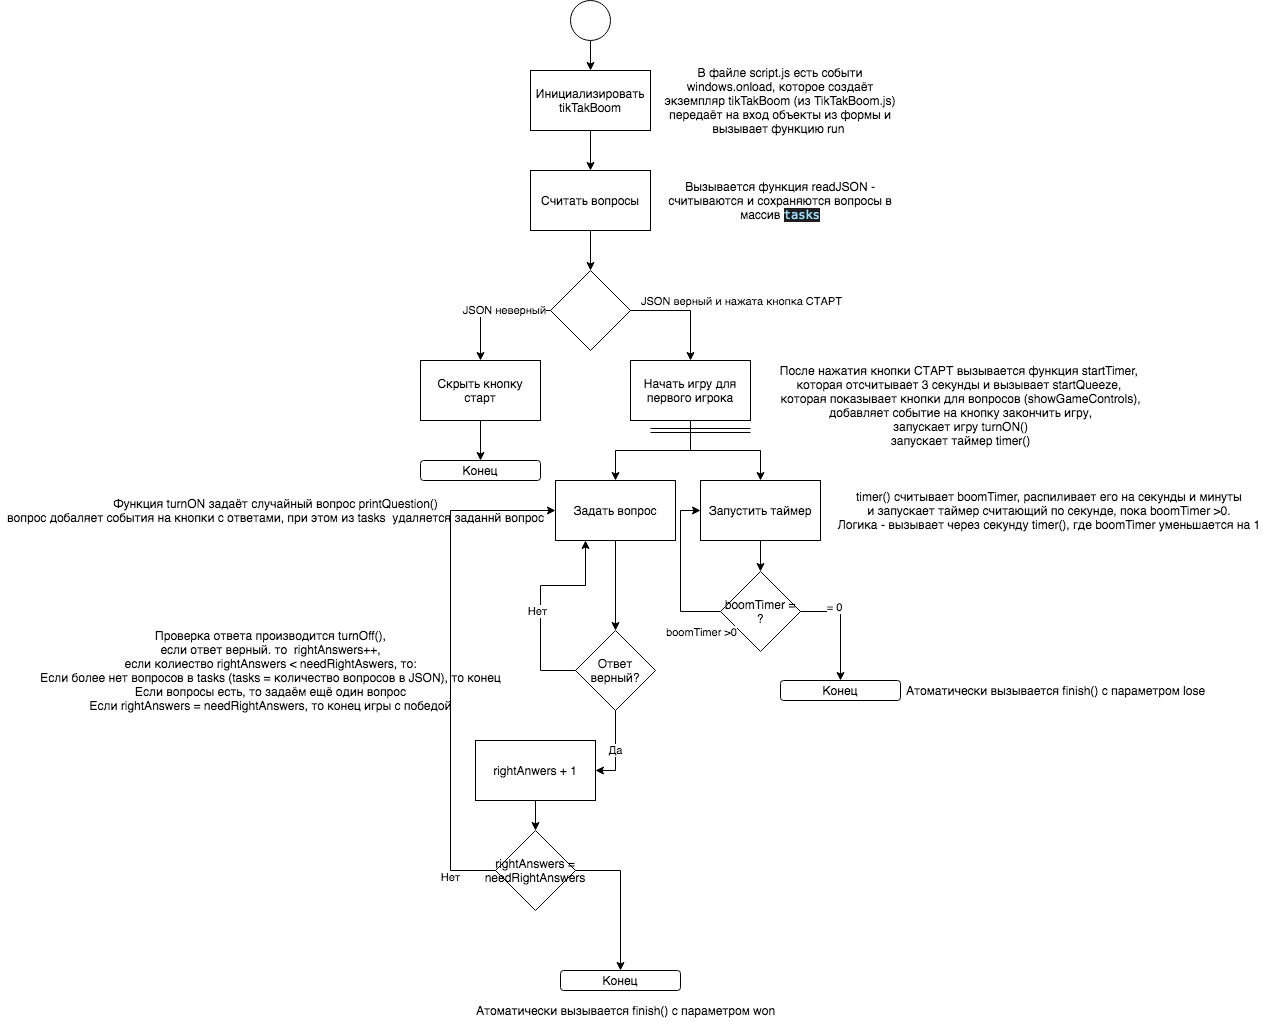 Инициализировать
tikTakBoom
В файле script.js есть событи
windows.onload, которое создаёт
экземпляр tikTakBoom (из TikTakBoom.js)
передаёт на вход объекты из формы и
вызывает функцию run
Считать вопросы
Вызывается функция readJSON -
считываются и сохраняются вопросы в
массив tasks
JSON неверный
JSON верный и нажата кнопка СТАРТ
Скрыть кнопку
старт
Начать игру для
первого игрока
После нажатия кнопки СТАРТ вызывается функция startTimer,
которая отсчитывает 3 секунды и вызывает startQueeze,
которая показывает кнопки для вопросов (showGameControls),
добавляет событие на кнопку закончить игру,
запускает игру turnON()
запускает таймер timer()
Конец
Функция turnON задаёт случайный вопрос printQuestion()
вопрос добаляет события на кнопки с ответами, при этом из tasks  удаляется заданнй вопрос
Задать вопрос
Запустить таймер
timer() считывает boomTimer, распиливает его на секунды и минуты
и запускает таймер считающий по секунде, пока boomTimer >0.
Логика - вызывает через секунду timer(), где boomTimer уменьшается на 1
Нет
boomTimer =
?
= 0
boomTimer >0
Проверка ответа производится turnOff(),
если ответ верный. то  rightAnswers++,
если колиество rightAnswers < needRightAswers, то:
Если более нет вопросов в tasks (tasks = количество вопросов в JSON), то конец
Если вопросы есть, то задаём ещё один вопрос
Если rightAnswers = needRightAnswers, то конец игры с победой
Ответ
верный?
Конец
Атоматически вызывается finish() с параметром lose
Да
rightAnwers + 1
rightAnswers =
needRightAnswers
Нет
Конец
Атоматически вызывается finish() с параметром won